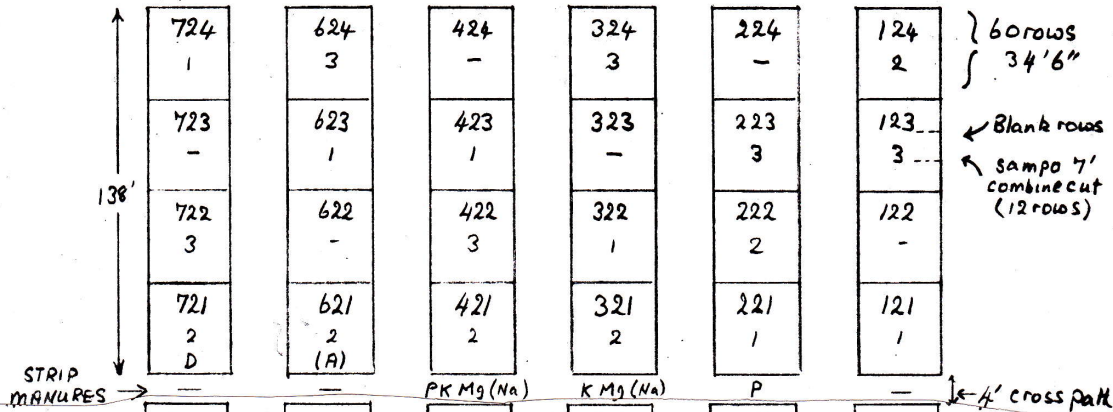 724 624 424 324 224 124 60 rows
1 3 - 3 - 2 34'6"
723 623 423 323 223 123 Blank rows
- 1 1 - 3 3 sampo 7'
combine cut
(12 rows)
138'
722 622 422 322 222 122
3 - 3 1 2 -
721 621 421 321 221 121
2 2 2 2 1 1
D (A)
STRIP
MANURES — — PK Mg (Na) K Mg (Na) P — 4' cross path